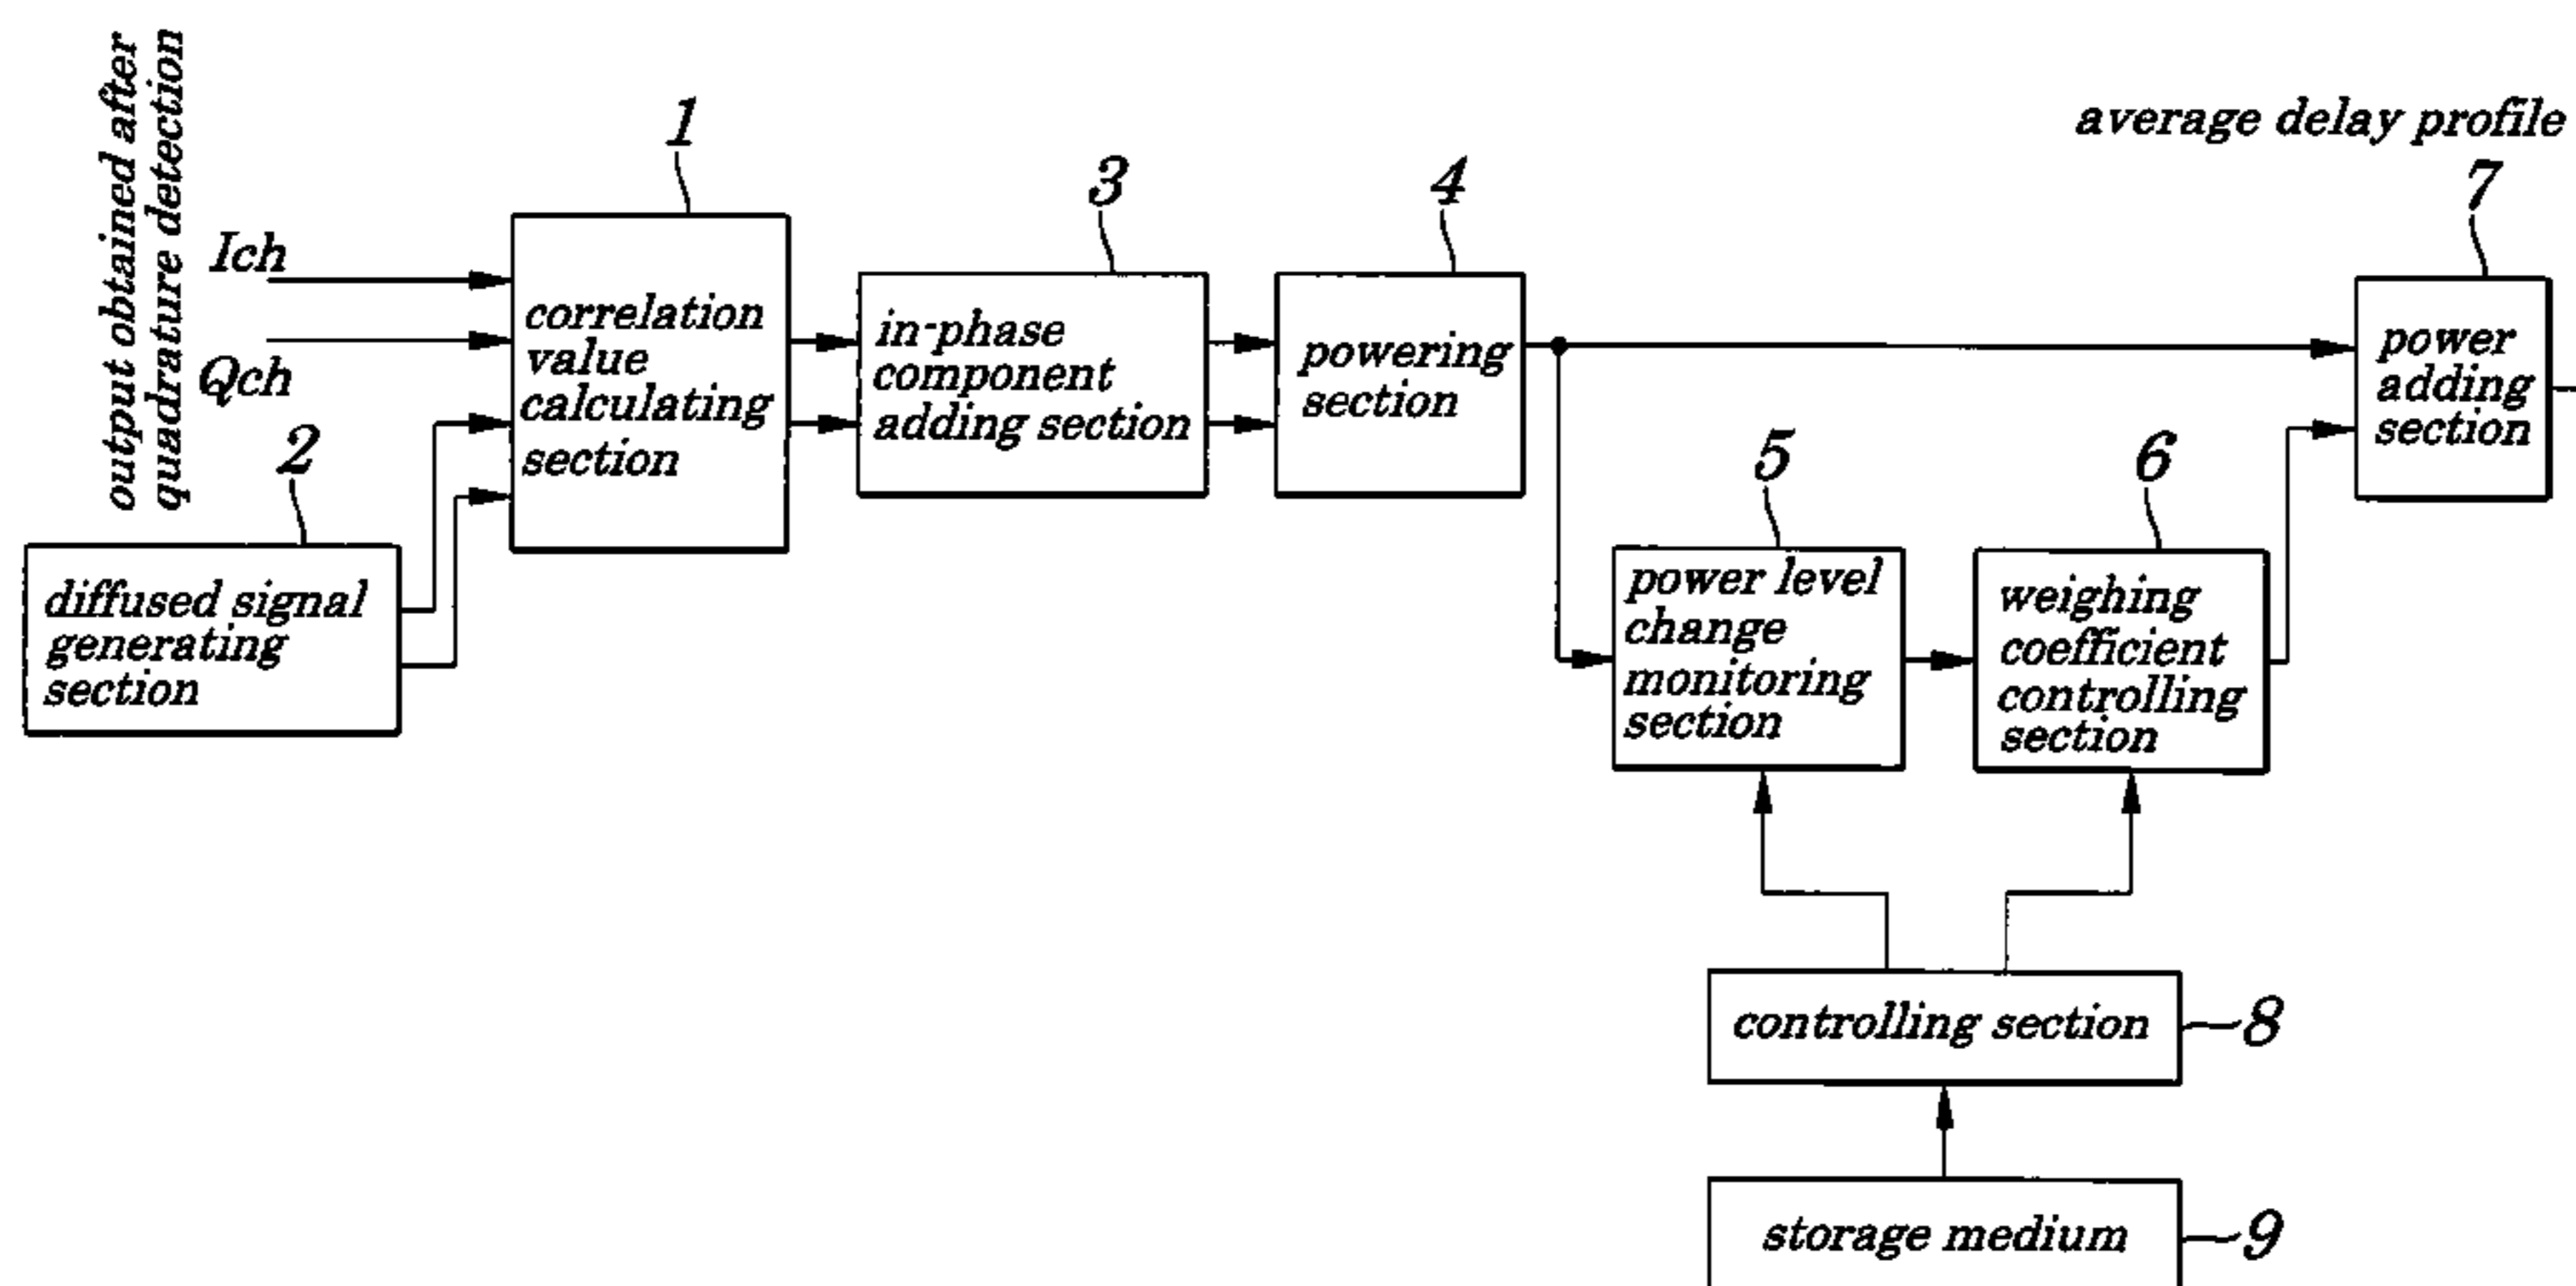 output obtained after
quadrature detection
Ich
Qch
1
correlation
value
calculating
section
2
diffused signal
generating
section
3
in-phase
component
adding section
4
powering
section
5
power level
change
monitoring
section
6
weighing
coefficient
controlling
section
average delay profile
7
power
adding
section
controlling section
8
storage medium
9